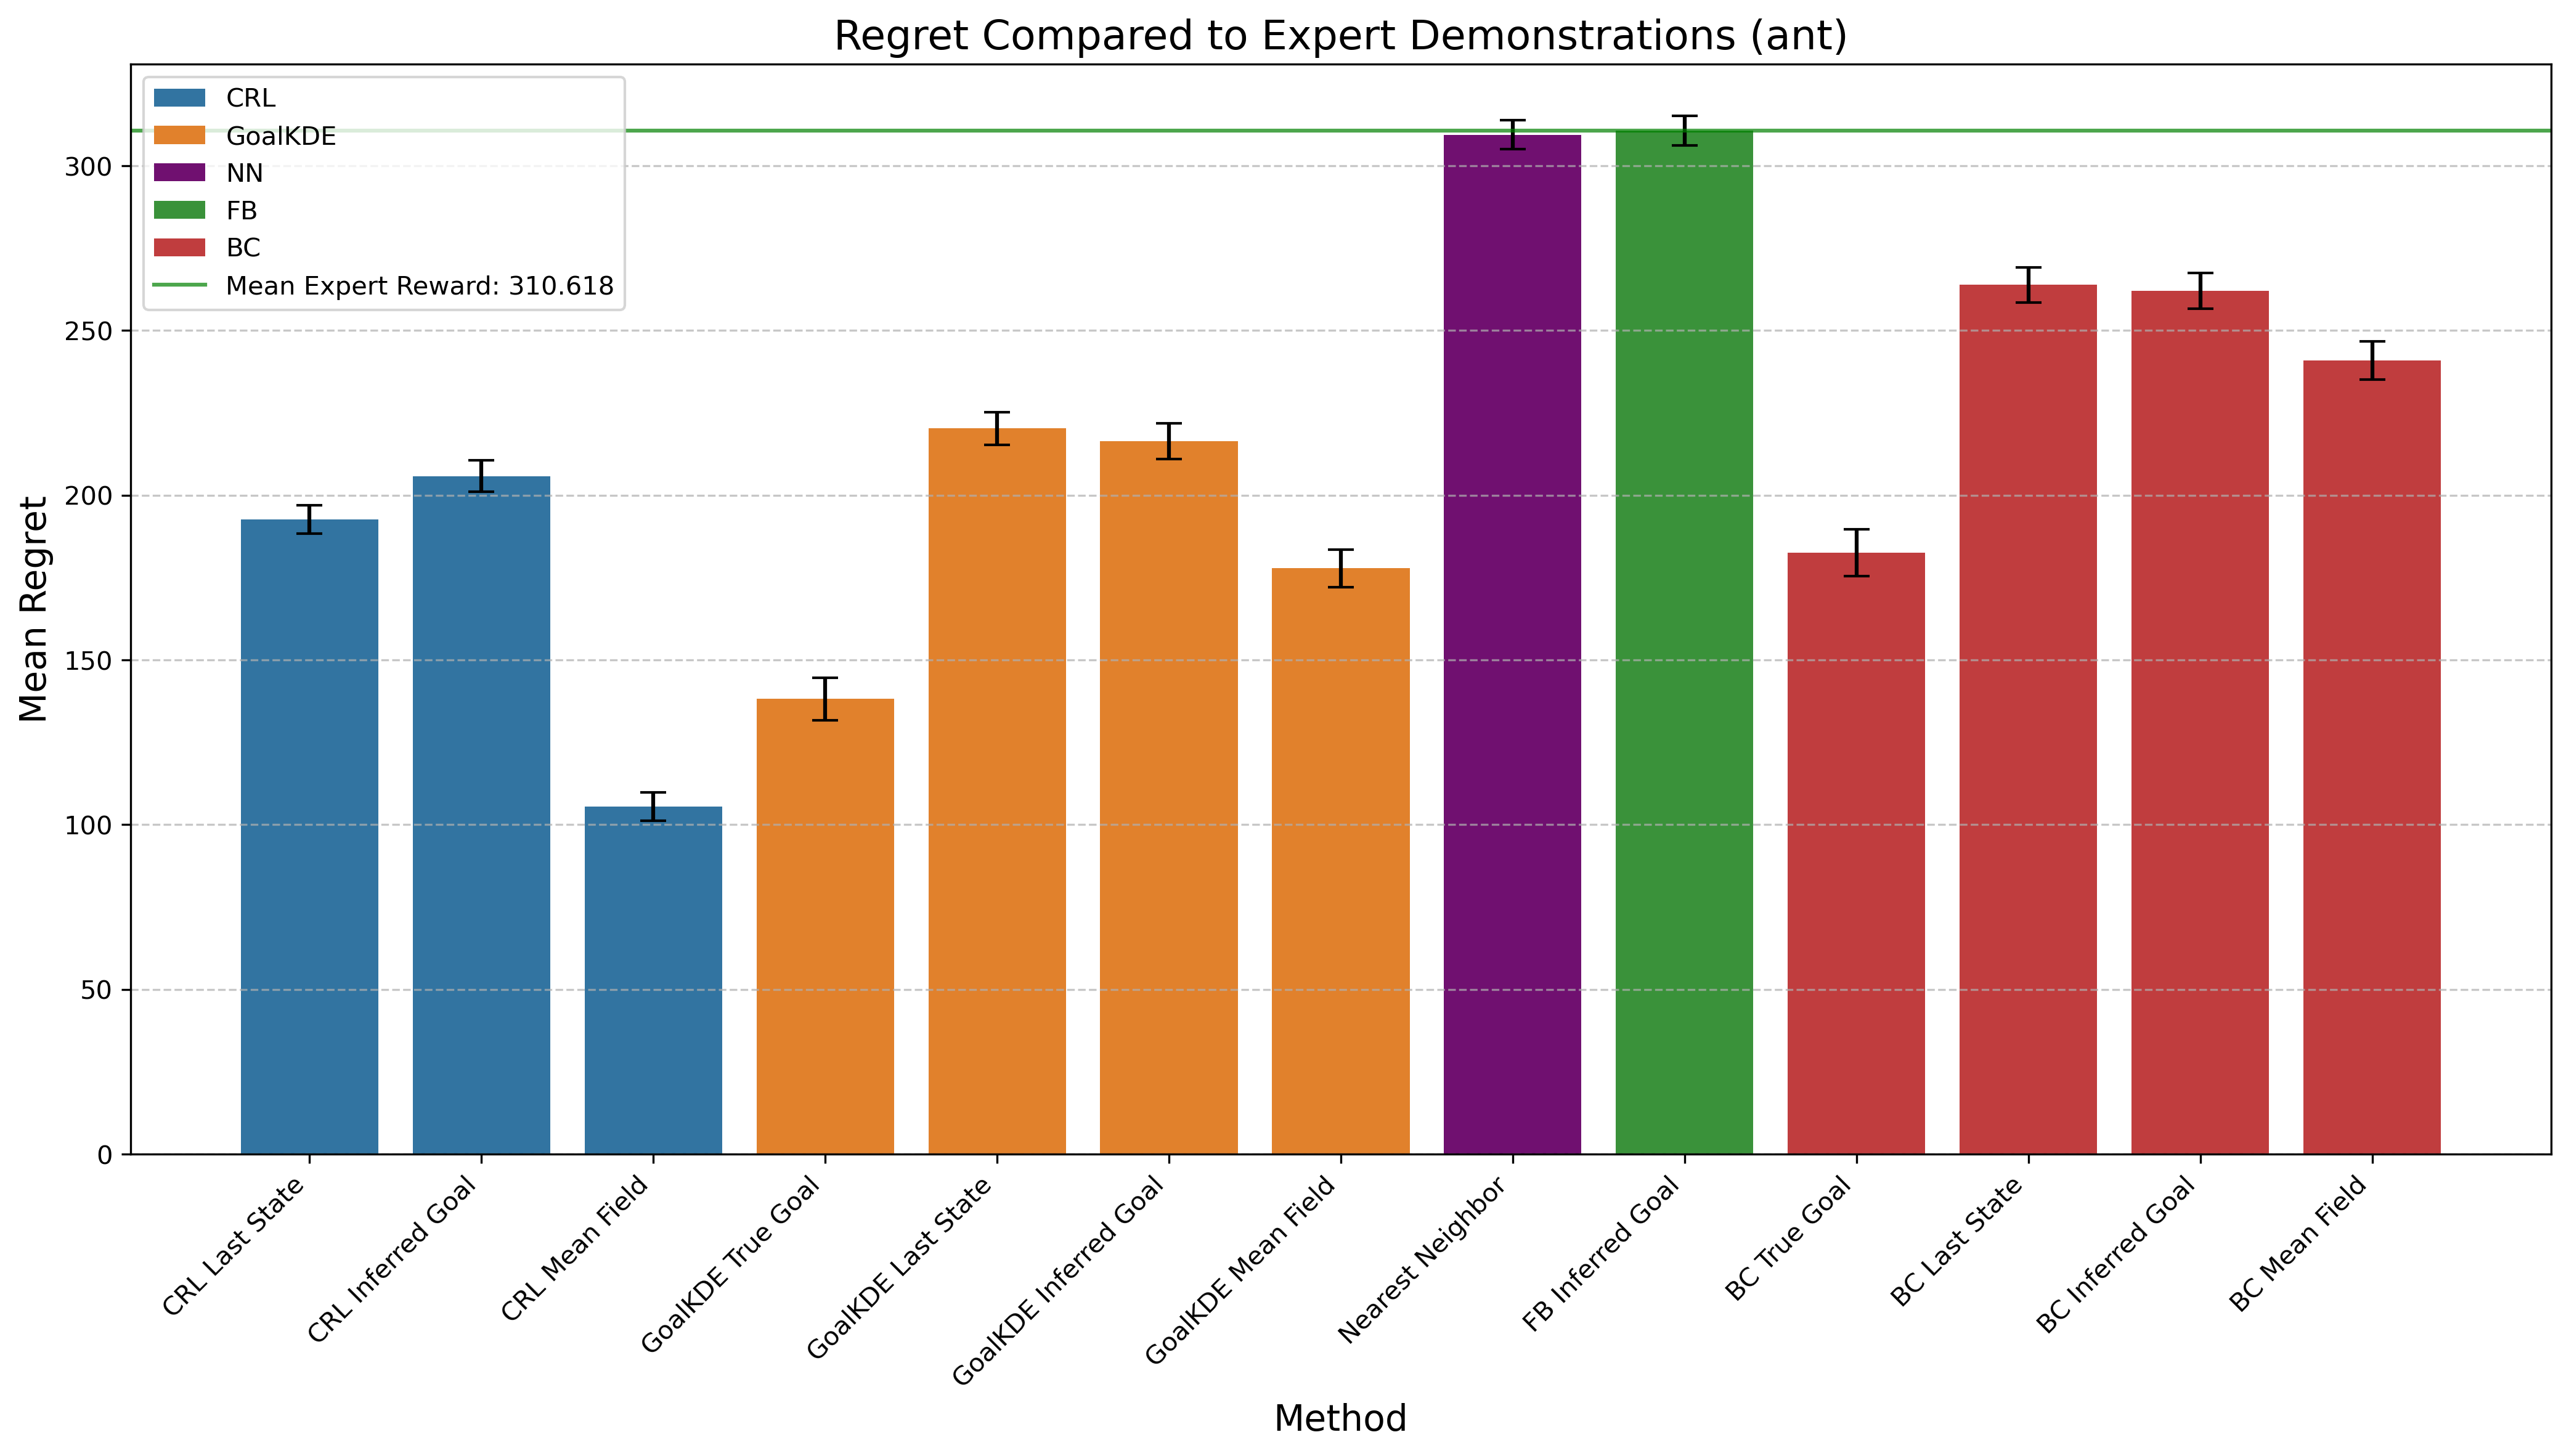 Regret Compared to Expert Demonstrations (ant)
CRL
GoalKDE
NN
FB
BC
Mean Expert Reward: 310.618
Mean Regret
300
250
200
150
100
50
0
CRL Last State
CRL Inferred Goal
CRL Mean Field
GoalKDE True Goal
GoalKDE Last State
GoalKDE Inferred Goal
GoalKDE Mean Field
Nearest Neighbor
FB Inferred Goal
BC True Goal
BC Last State
BC Inferred Goal
BC Mean Field
Method